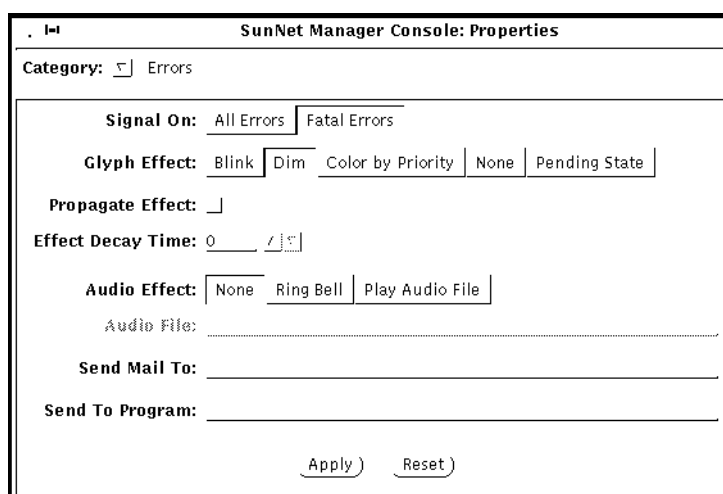 SunNet Manager Console: Properties
Category: Errors
Signal On: All Errors Fatal Errors
Glyph Effect: Blink Dim Color by Priority None Pending State
Propagate Effect:
Effect Decay Time: 0
Audio Effect: None Ring Bell Play Audio File
Audio File:
Send Mail To:
Send To Program:
Apply Reset